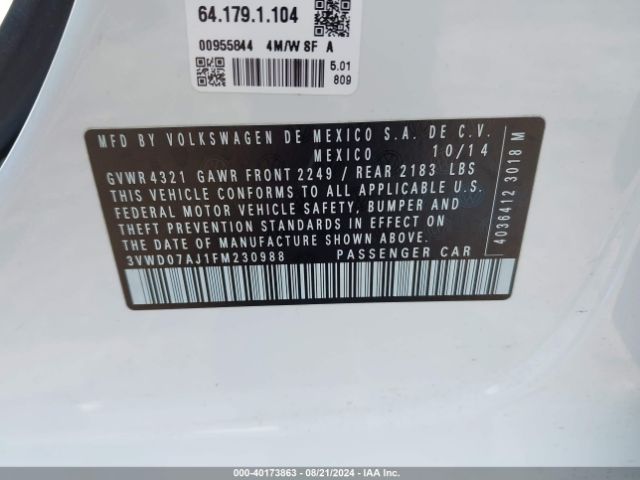 64.179.1.104
00955844 4M/W SF A
5.01
809
MFD BY VOLKSWAGEN DE MEXICO S.A. DE C.V.
MEXICO 10/14
GVWR 4321 GAWR FRONT 2249 / REAR 2183 LBS
THIS VEHICLE CONFORMS TO ALL APPLICABLE U.S.
FEDERAL MOTOR VEHICLE SAFETY, BUMPER AND
THEFT PREVENTION STANDARDS IN EFFECT ON
THE DATE OF MANUFACTURE SHOWN ABOVE.
3VWD07AJ1FM230988 PASSENGER CAR
4036412 3018 M
000-40173863 - 08/21/2024 - IAA Inc.